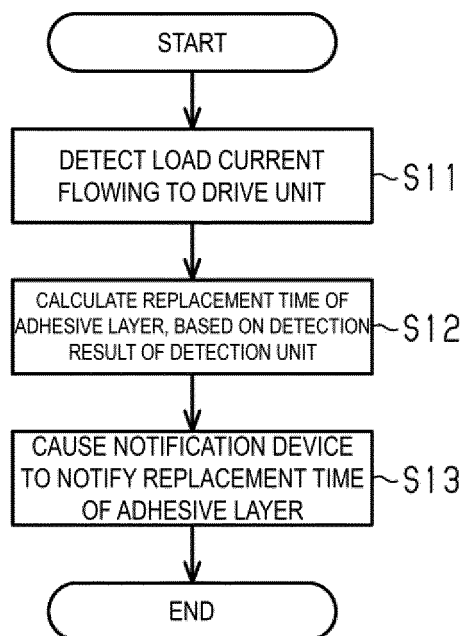 START
DETECT LOAD CURRENT
FLOWING TO DRIVE UNIT
S11
CALCULATE REPLACEMENT TIME OF
ADHESIVE LAYER, BASED ON DETECTION
RESULT OF DETECTION UNIT
S12
CAUSE NOTIFICATION DEVICE
TO NOTIFY REPLACEMENT TIME
OF ADHESIVE LAYER
S13
END